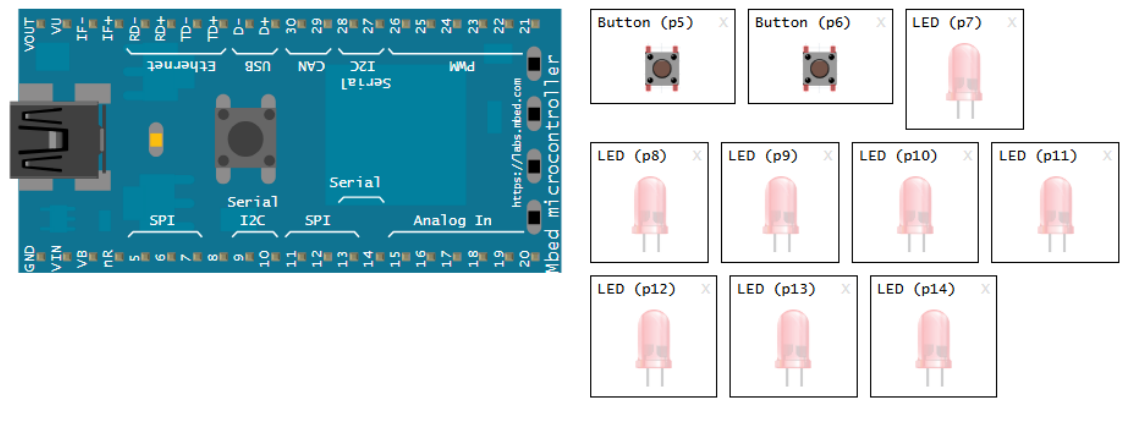 VOUT VU IF- IF+ RD- RD+ TD- TD+ D- D+ 30 29 28 27 26 25 24 23 22 21
Ethernet USB CAN I2C PWM
Serial
https://labs.mbed.com
Mbed microcontroller
Serial
Serial
SPI I2C SPI Analog In
GND VIN VB nR 5 6 7 8 9 10 11 12 13 14 15 16 17 18 19 20
Button (p5) X
Button (p6) X
LED (p7) X
LED (p8) X
LED (p9) X
LED (p10) X
LED (p11) X
LED (p12) X
LED (p13) X
LED (p14) X